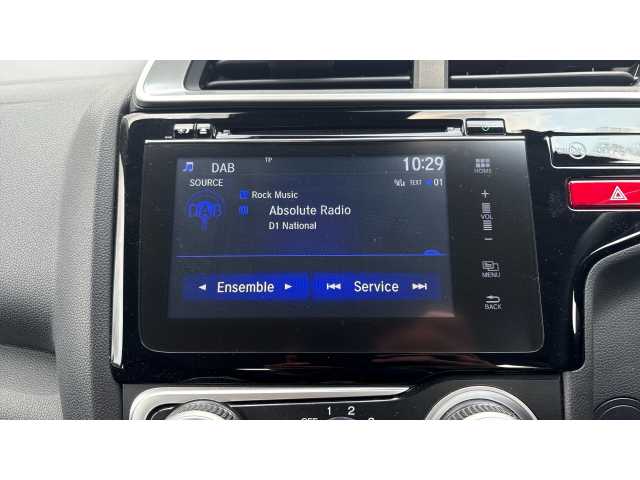 DAB
TP
10:29
SOURCE
TEXT
01
Rock Music
DAB
Absolute Radio
D1 National
Ensemble
Service
HOME
+
VOL
−
MENU
BACK
OFF 1 2